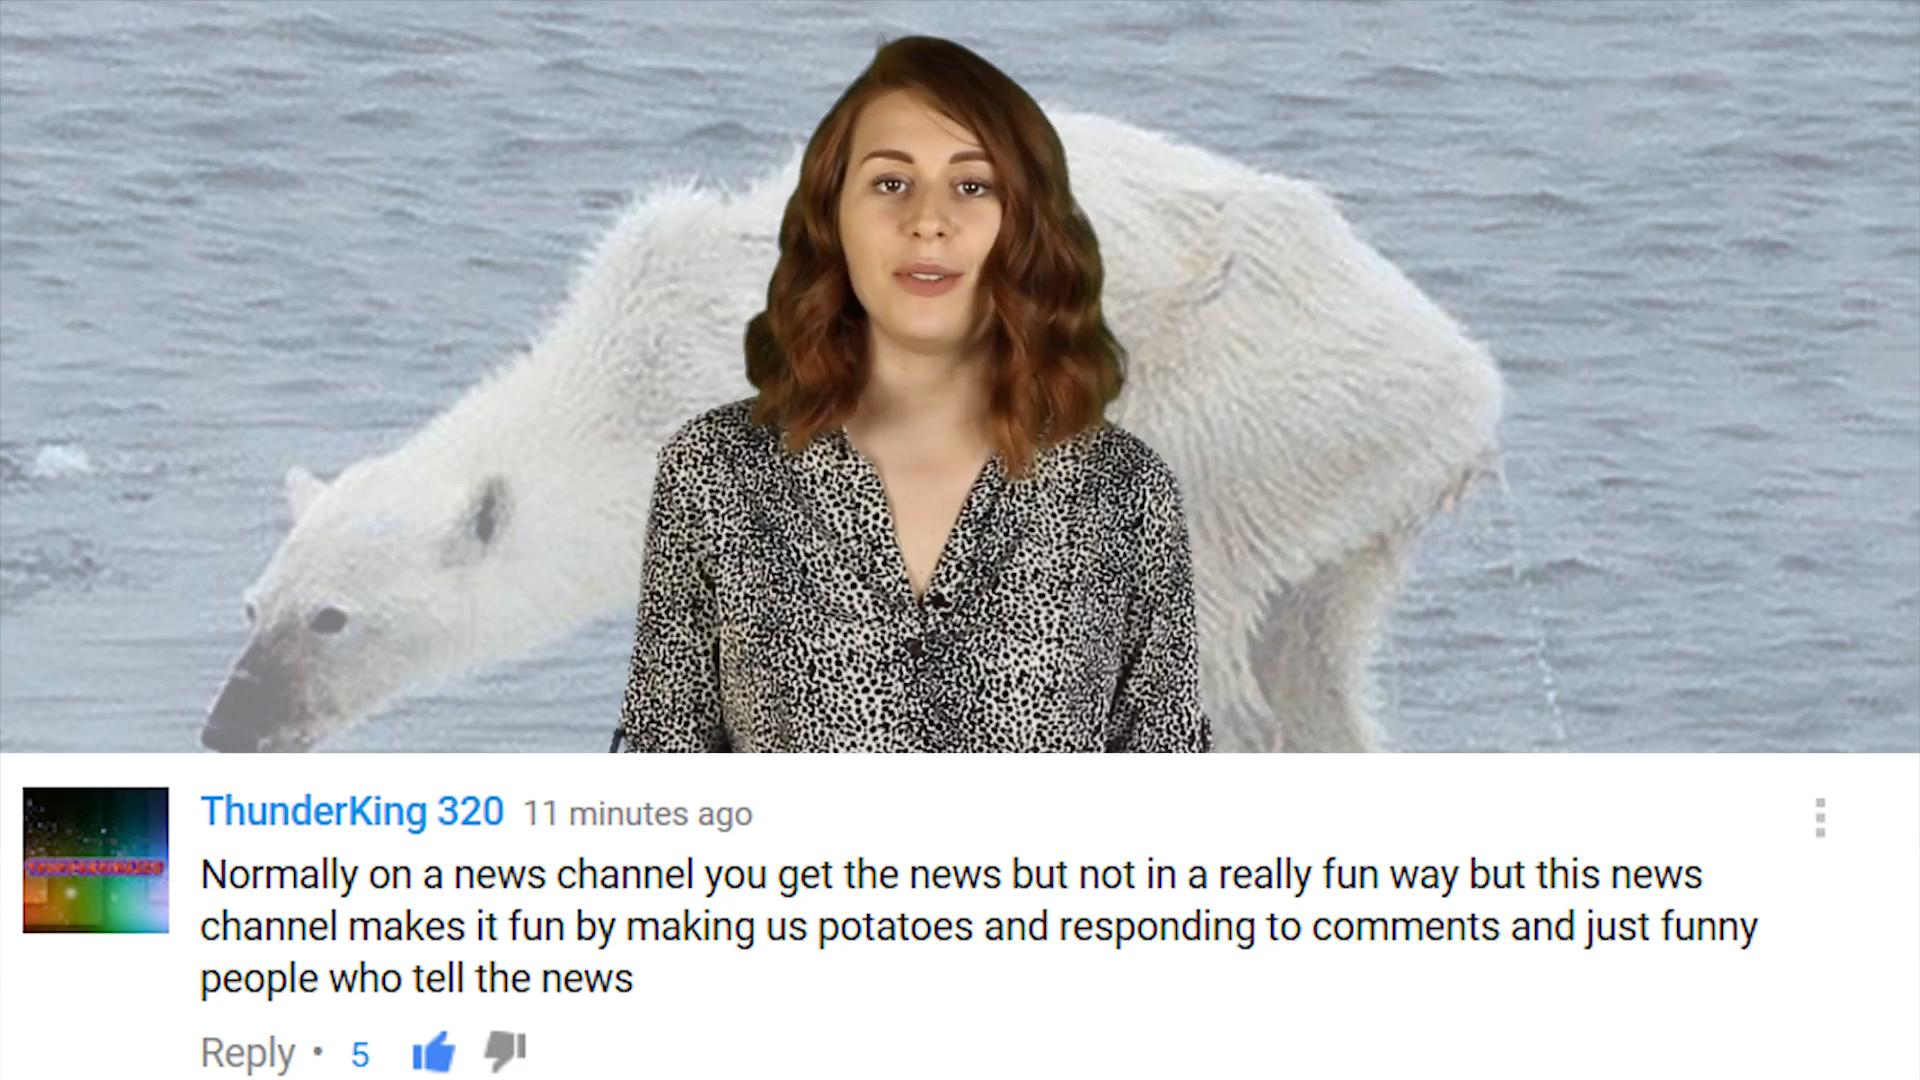 ThunderKing 320 11 minutes ago
Normally on a news channel you get the news but not in a really fun way but this news
channel makes it fun by making us potatoes and responding to comments and just funny
people who tell the news
Reply • 5